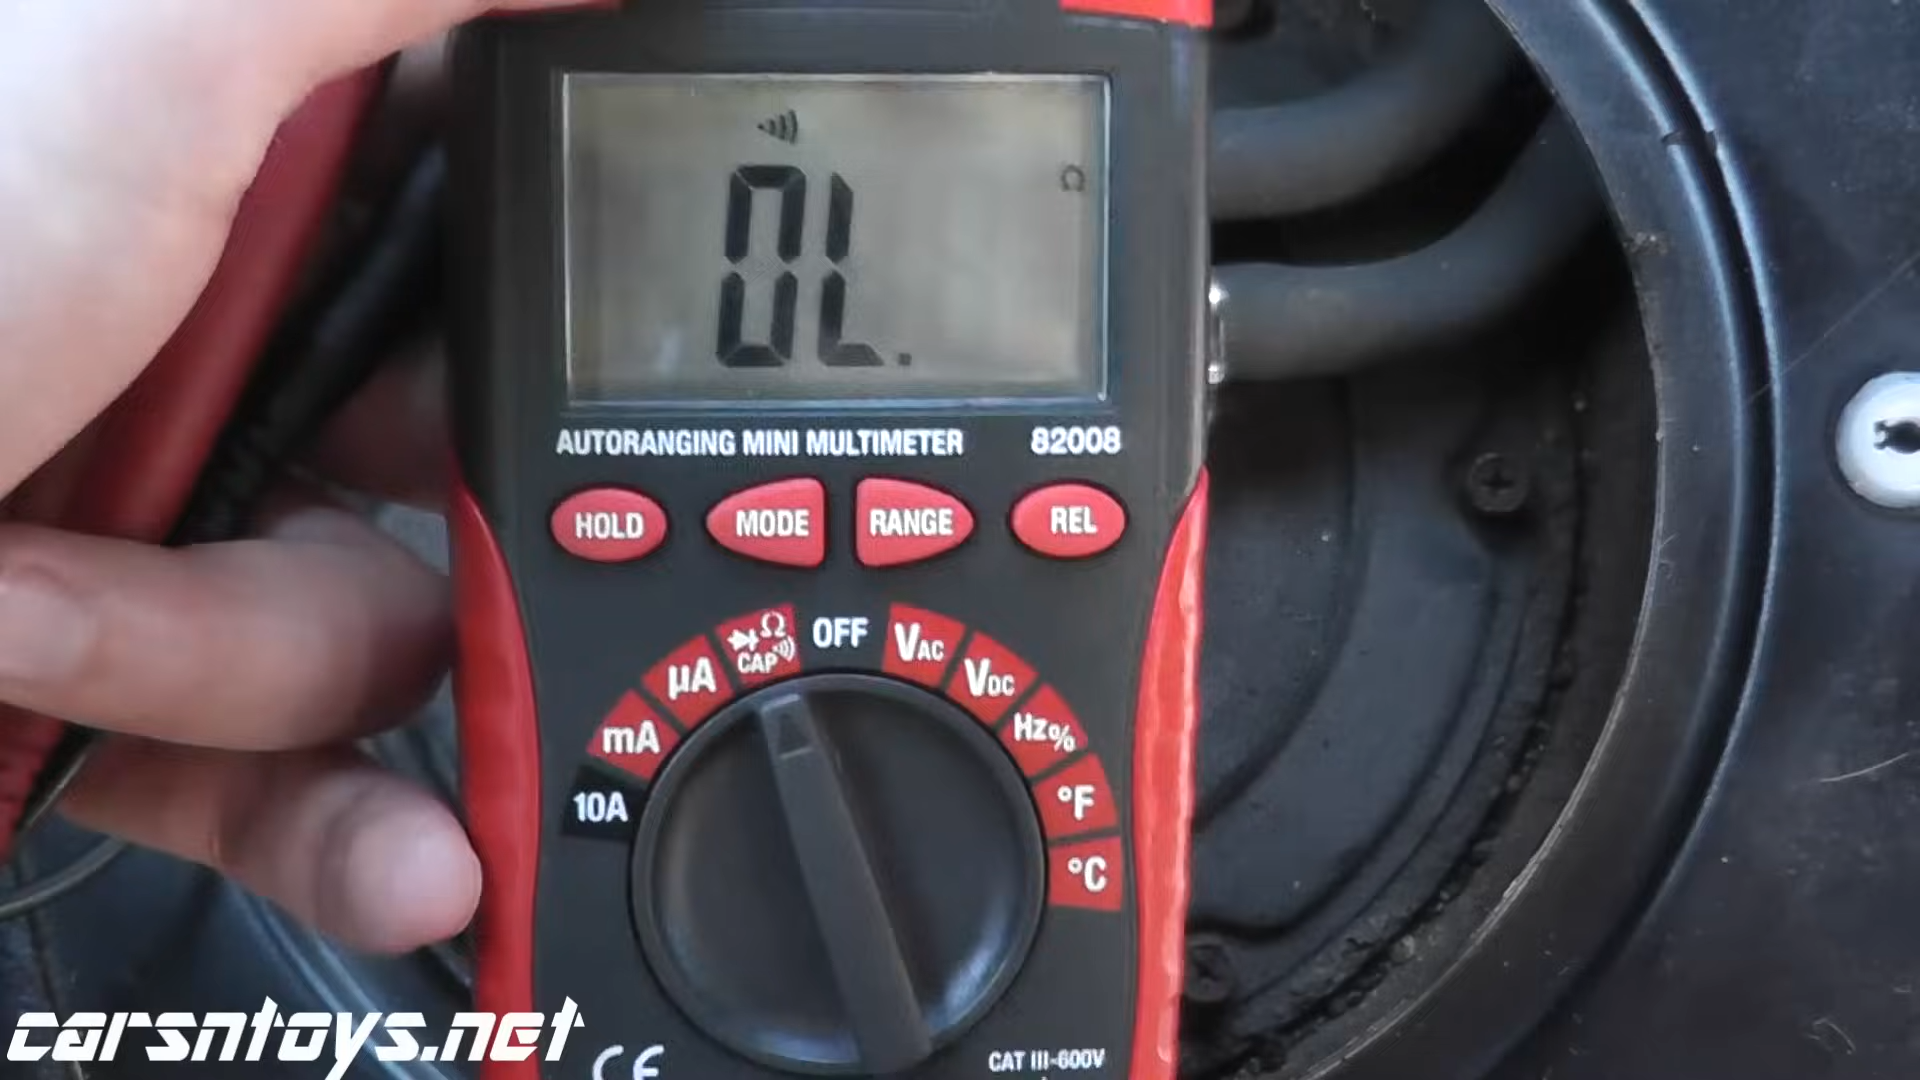 Ω
0L.
AUTORANGING MINI MULTIMETER 82008
HOLD MODE RANGE REL
Ω
CAP
OFF
VAC
µA
VDC
mA
Hz%
10A
°F
°C
carsntoys.net
CE
CAT III-600V